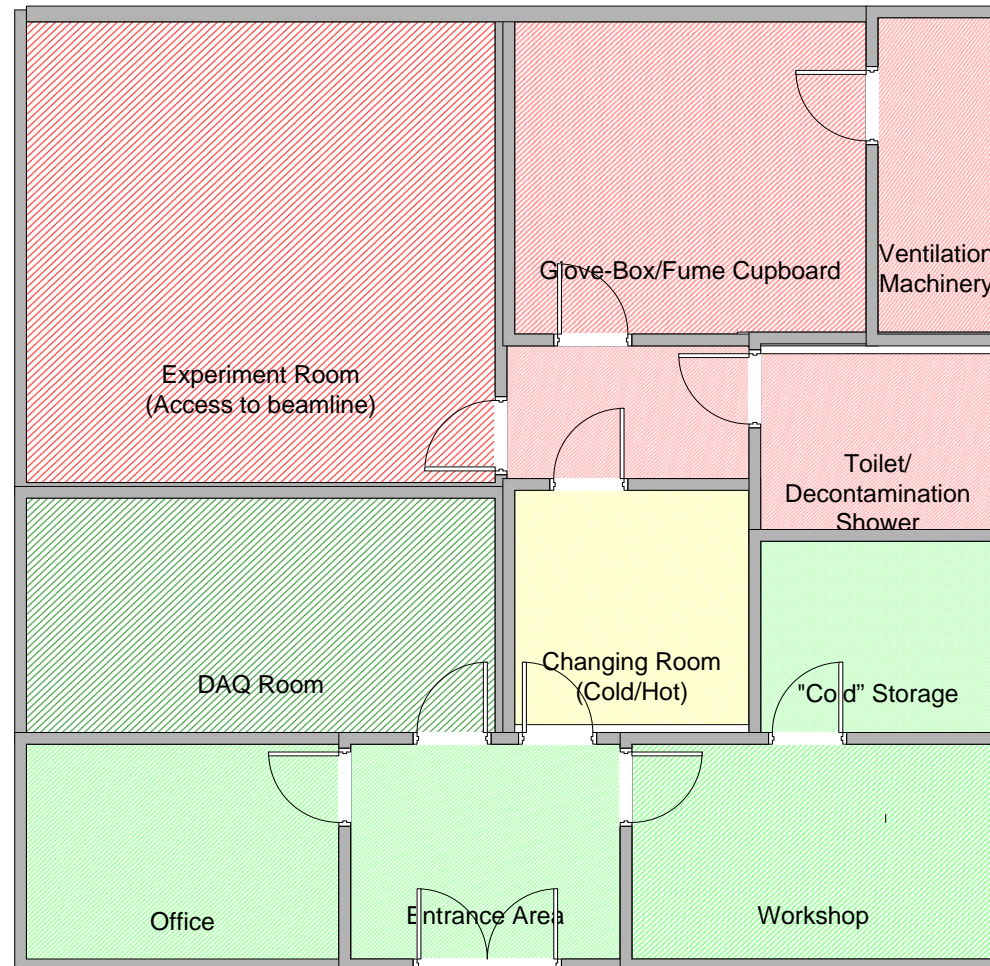 Ventilation
Machinery
Glove-Box/Fume Cupboard
Experiment Room
(Access to beamline)
Toilet/
Decontamination
Shower
Changing Room
(Cold/Hot)
DAQ Room
"Cold” Storage
Office
Entrance Area
Workshop